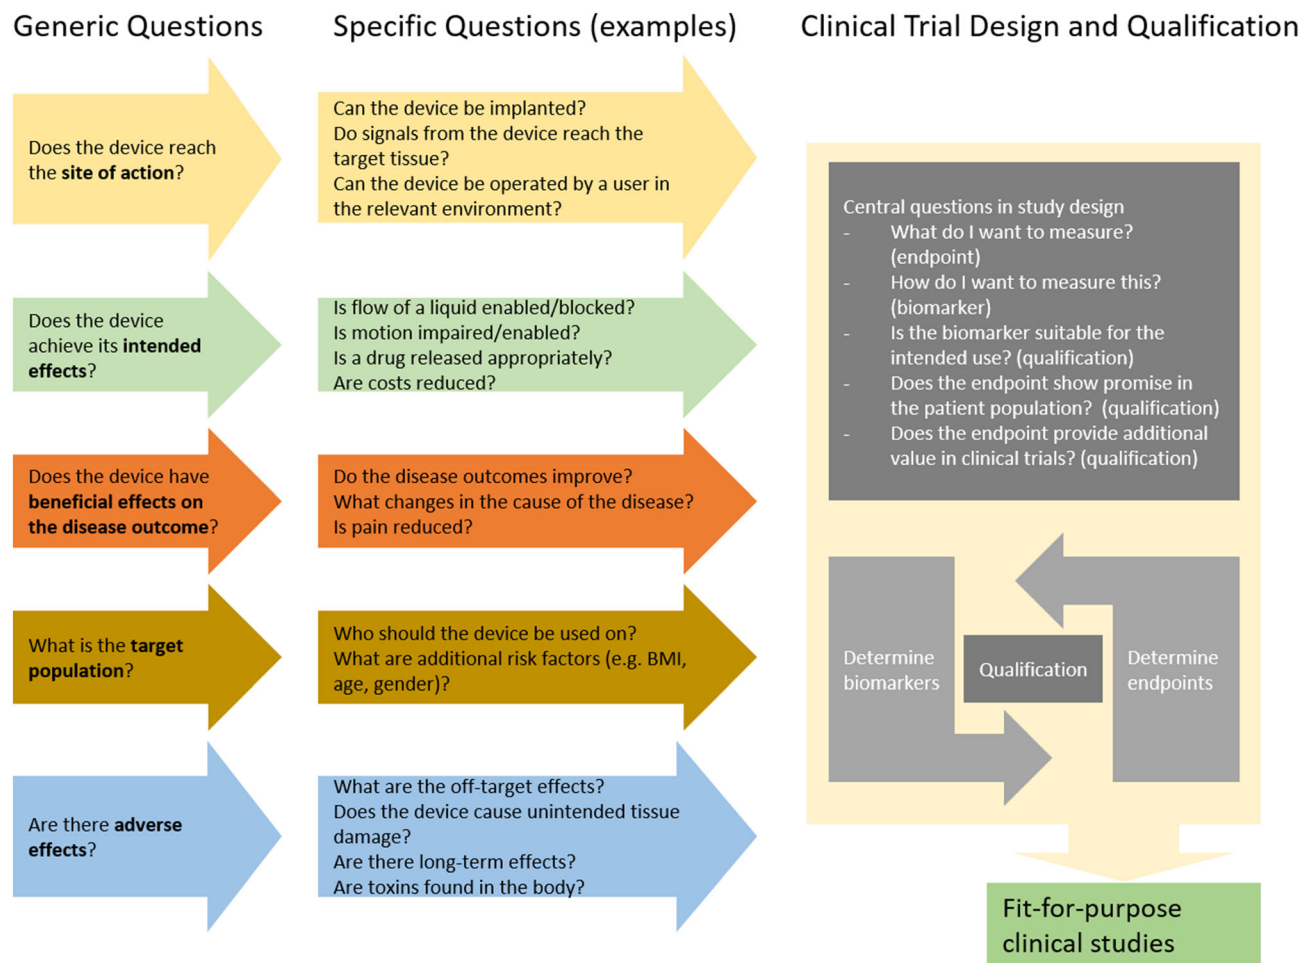 Generic Questions
Specific Questions (examples)
Clinical Trial Design and Qualification
Does the device reach
the site of action?
Can the device be implanted?
Do signals from the device reach the
target tissue?
Can the device be operated by a user in
the relevant environment?
Does the device
achieve its intended
effects?
Is flow of a liquid enabled/blocked?
Is motion impaired/enabled?
Is a drug released appropriately?
Are costs reduced?
Does the device have
beneficial effects on
the disease outcome?
Do the disease outcomes improve?
What changes in the cause of the disease?
Is pain reduced?
What is the target
population?
Who should the device be used on?
What are additional risk factors (e.g. BMI,
age, gender)?
Are there adverse
effects?
What are the off-target effects?
Does the device cause unintended tissue
damage?
Are there long-term effects?
Are toxins found in the body?
Central questions in study design
- What do I want to measure?
(endpoint)
- How do I want to measure this?
(biomarker)
- Is the biomarker suitable for the
intended use? (qualification)
- Does the endpoint show promise in
the patient population? (qualification)
- Does the endpoint provide additional
value in clinical trials? (qualification)
Determine
biomarkers
Qualification
Determine
endpoints
Fit-for-purpose
clinical studies